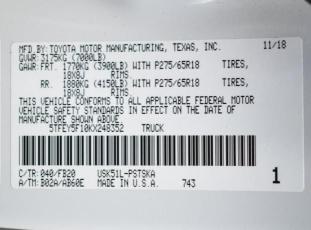 MFD.BY: TOYOTA MOTOR MANUFACTURING, TEXAS, INC. 11/18
GVWR: 3175KG (7000LB)
GAWR:FRT. 1770KG (3900LB) WITH P275/65R18 TIRES,
18X8J RIMS
RR. 1880KG (4150LB) WITH P275/65R18 TIRES,
18X8J RIMS
THIS VEHICLE CONFORMS TO ALL APPLICABLE FEDERAL MOTOR
VEHICLE SAFETY STANDARDS IN EFFECT ON THE DATE OF
MANUFACTURE SHOWN ABOVE.
5TFEY5F10KX248352 TRUCK
C/TR: 040/FB20 USK51L-PSTSKA
A/TM: B02A/AB60E MADE IN U.S.A. 743 1